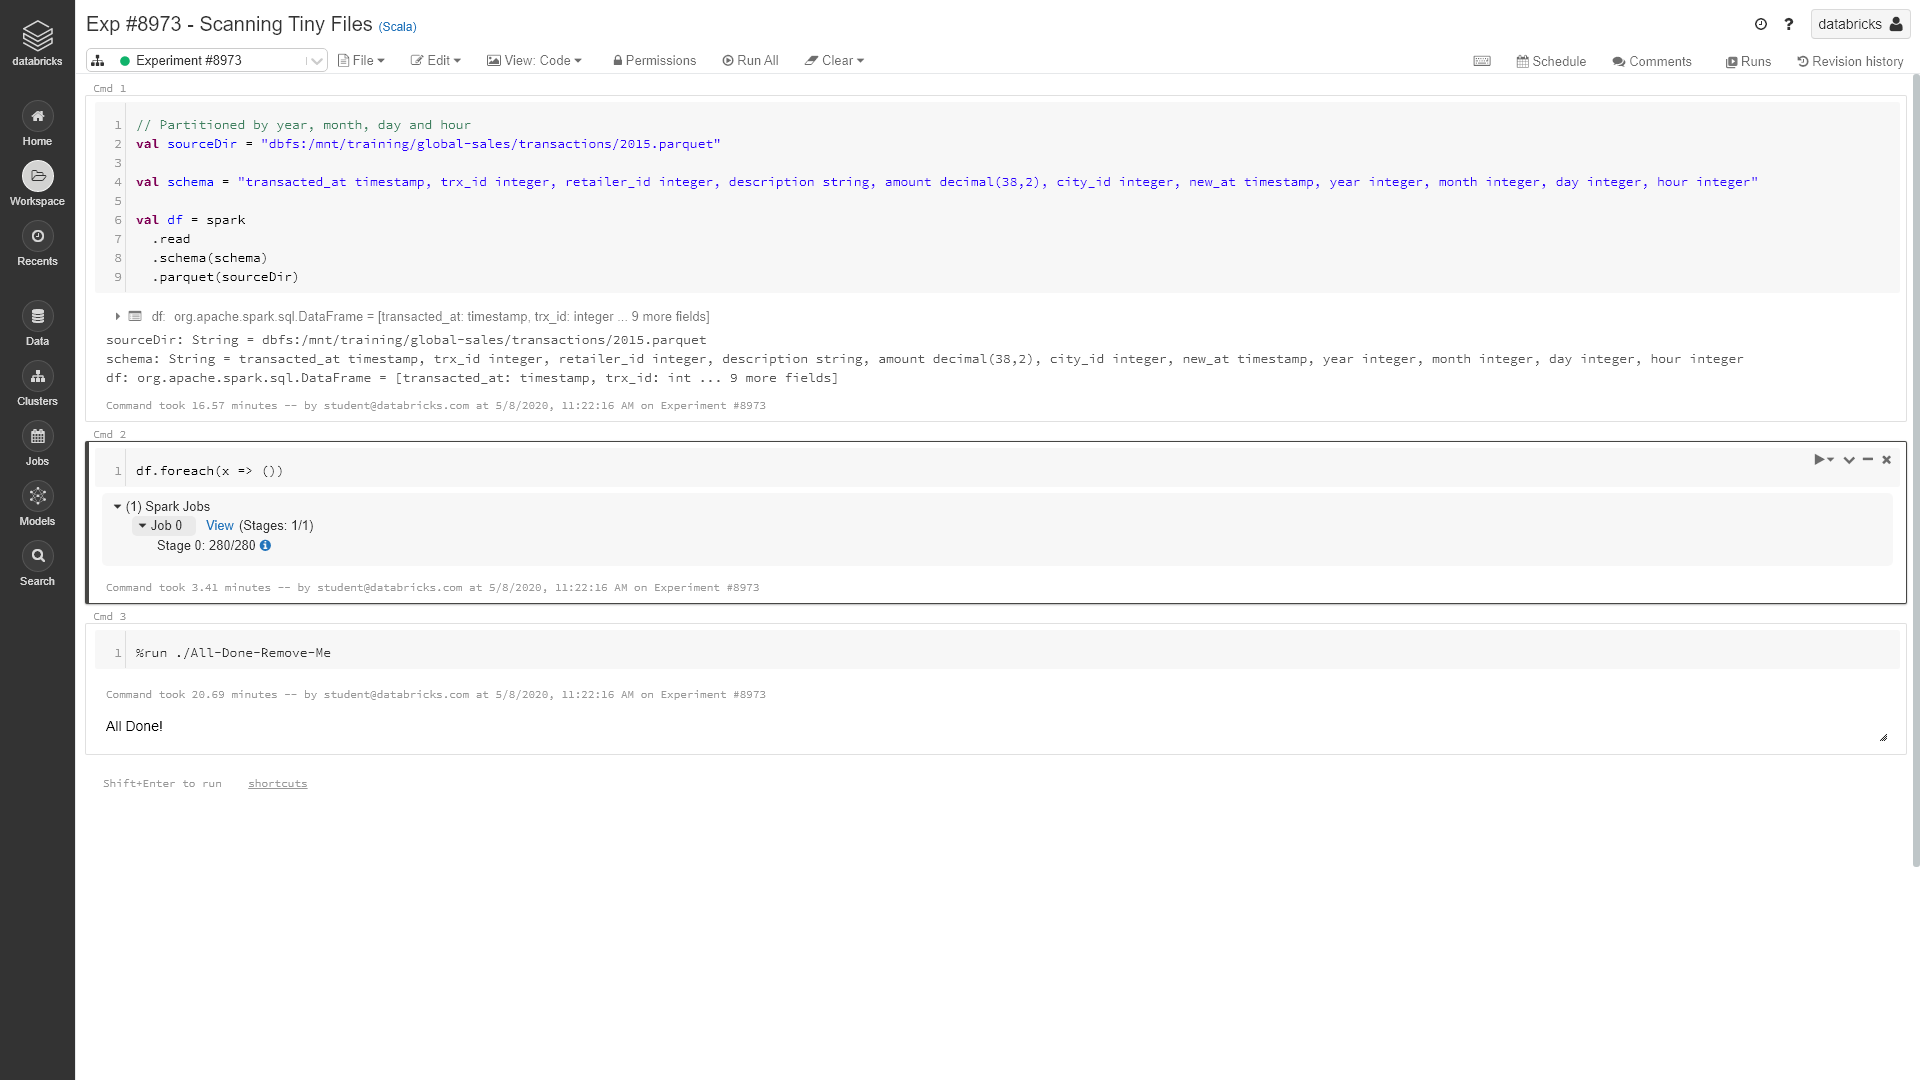 Exp #8973 - Scanning Tiny Files (Scala)
? databricks
databricks
Experiment #8973 File Edit View: Code Permissions Run All Clear Schedule Comments Runs Revision history
Home
Workspace
Recents
Data
Clusters
Jobs
Models
Search
Cmd 1
1 // Partitioned by year, month, day and hour
2 val sourceDir = "dbfs:/mnt/training/global-sales/transactions/2015.parquet"
3
4 val schema = "transacted_at timestamp, trx_id integer, retailer_id integer, description string, amount decimal(38,2), city_id integer, new_at timestamp, year integer, month integer, day integer, hour integer"
5
6 val df = spark
7 .read
8 .schema(schema)
9 .parquet(sourceDir)
df: org.apache.spark.sql.DataFrame = [transacted_at: timestamp, trx_id: integer ... 9 more fields]
sourceDir: String = dbfs:/mnt/training/global-sales/transactions/2015.parquet
schema: String = transacted_at timestamp, trx_id integer, retailer_id integer, description string, amount decimal(38,2), city_id integer, new_at timestamp, year integer, month integer, day integer, hour integer
df: org.apache.spark.sql.DataFrame = [transacted_at: timestamp, trx_id: int ... 9 more fields]
Command took 16.57 minutes -- by student@databricks.com at 5/8/2020, 11:22:16 AM on Experiment #8973
Cmd 2
1 df.foreach(x => ())
(1) Spark Jobs
Job 0 View (Stages: 1/1)
Stage 0: 280/280
Command took 3.41 minutes -- by student@databricks.com at 5/8/2020, 11:22:16 AM on Experiment #8973
Cmd 3
1 %run ./All-Done-Remove-Me
Command took 20.69 minutes -- by student@databricks.com at 5/8/2020, 11:22:16 AM on Experiment #8973
All Done!
Shift+Enter to run shortcuts